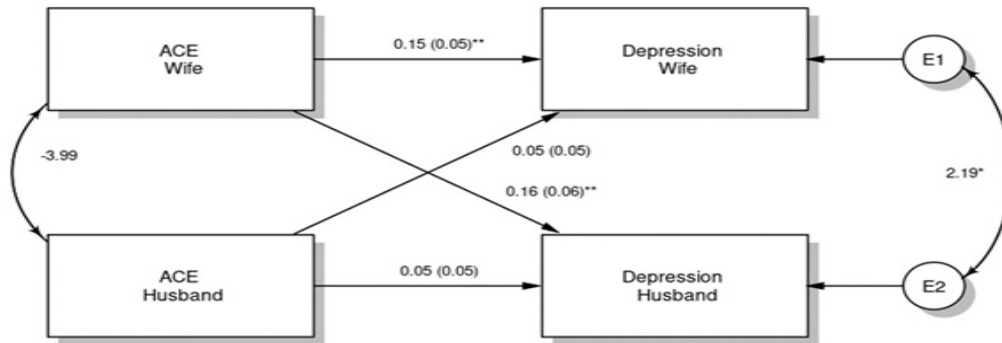 ACE
Wife
0.15 (0.05)**
Depression
Wife
E1
-3.99
0.05 (0.05)
0.16 (0.06)**
2.19*
ACE
Husband
0.05 (0.05)
Depression
Husband
E2